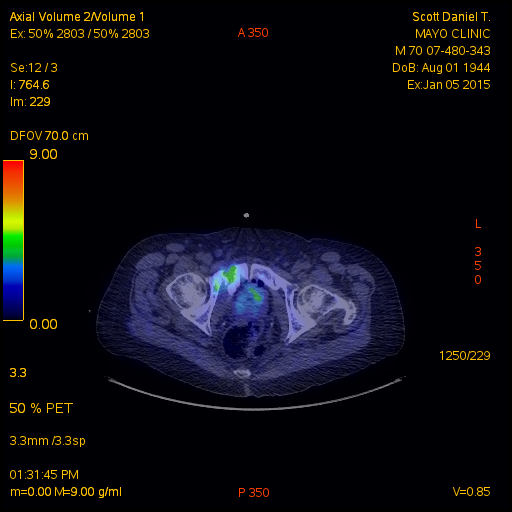 Axial Volume 2/Volume 1
Ex: 50% 2803 / 50% 2803
Se:12 / 3
I: 764.6
Im: 229
DFOV 70.0 cm
9.00
0.00
3.3
50 % PET
3.3mm /3.3sp
01:31:45 PM
m=0.00 M=9.00 g/ml
A 350
Scott Daniel T.
MAYO CLINIC
M 70 07-480-343
DoB: Aug 01 1944
Ex:Jan 05 2015
L
3
5
0
1250/229
P 350
V=0.85